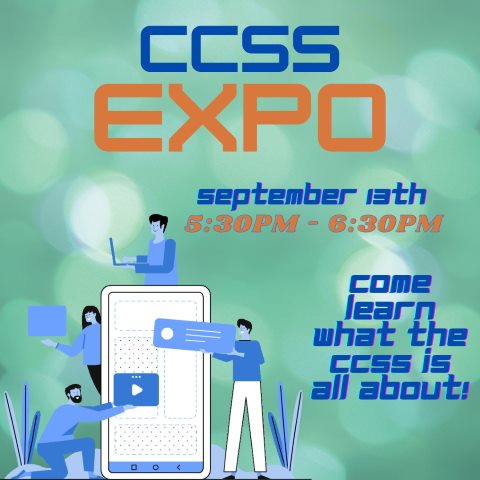 CCSS
EXPO
september 13th
5:30PM - 6:30PM
come
learn
what the
ccss is
all about!